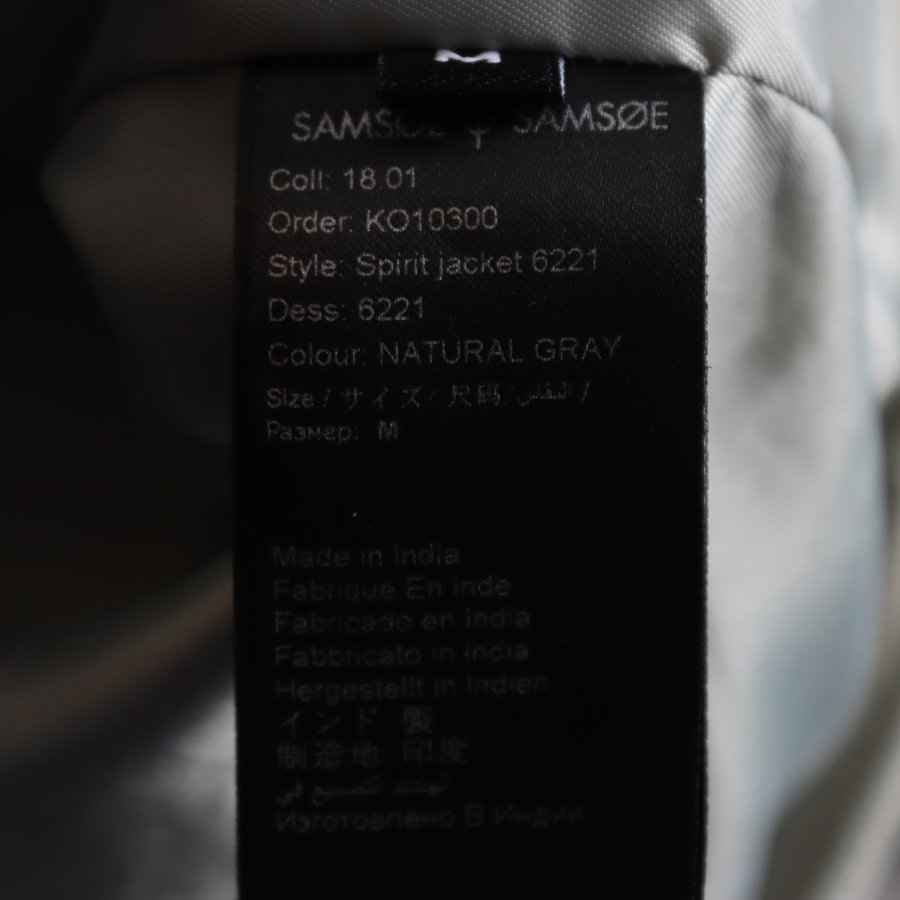 M
SAMSØE SAMSØE
Coll: 18.01
Order: KO10300
Style: Spirit jacket 6221
Dess: 6221
Colour: NATURAL GRAY
Size / サイズ / 尺码 / المقاس /
Размер: M
Made in India
Fabrique En Inde
Fabricado en India
Fabbricato in India
Hergestellt in Indien
インド 製
制造地 印度
Изготовлено В Индии